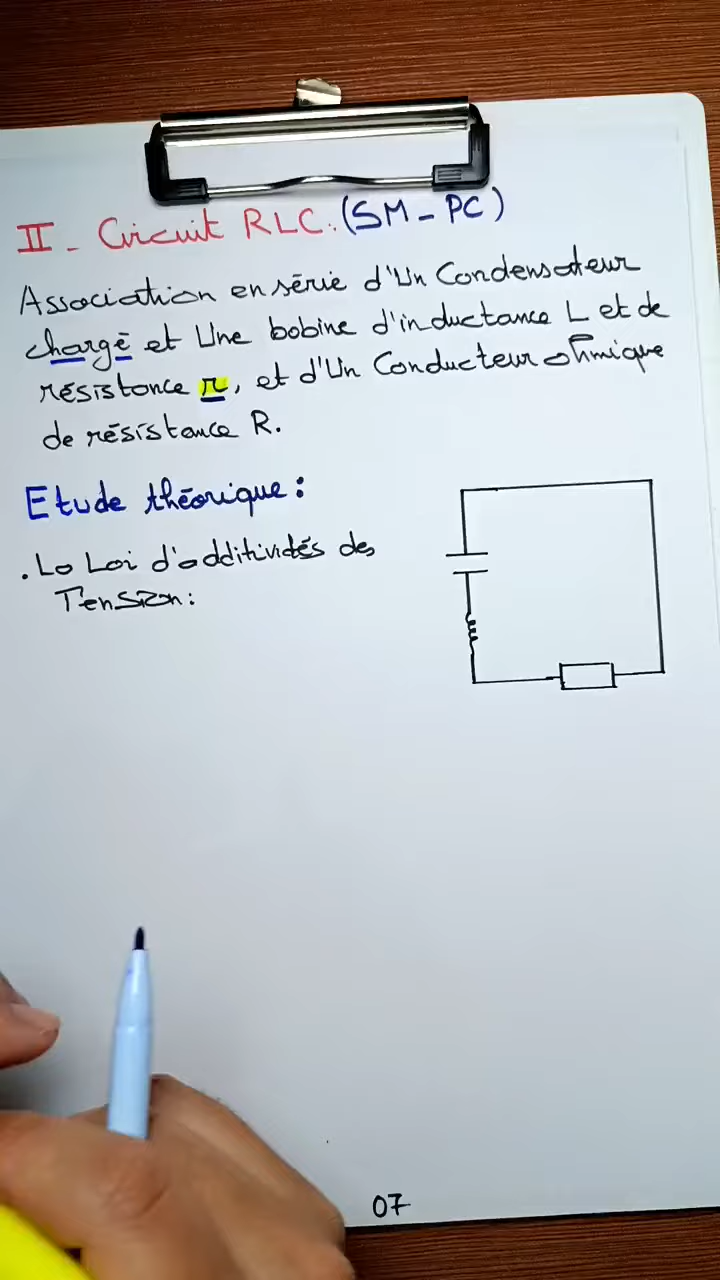 II - Circuit RLC: (SM - PC)
Association en série d'Un Condensateur
chargé et Une bobine d'inductance L et de
résistance r, et d'Un Conducteur ohmique
de résistance R.
Etude théorique:
. La Loi d'additivités des
Tension:
07